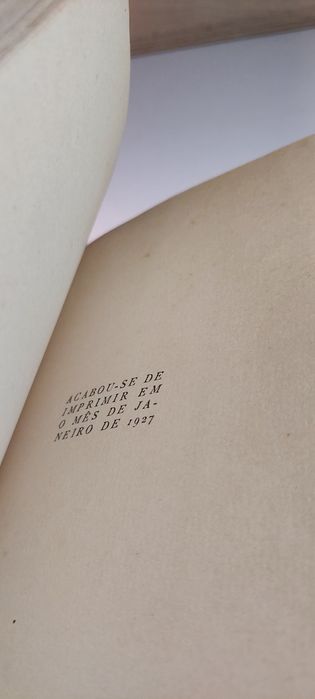 ACABOU-SE DE
IMPRIMIR EM
O MÊS DE JA-
NEIRO DE 1927